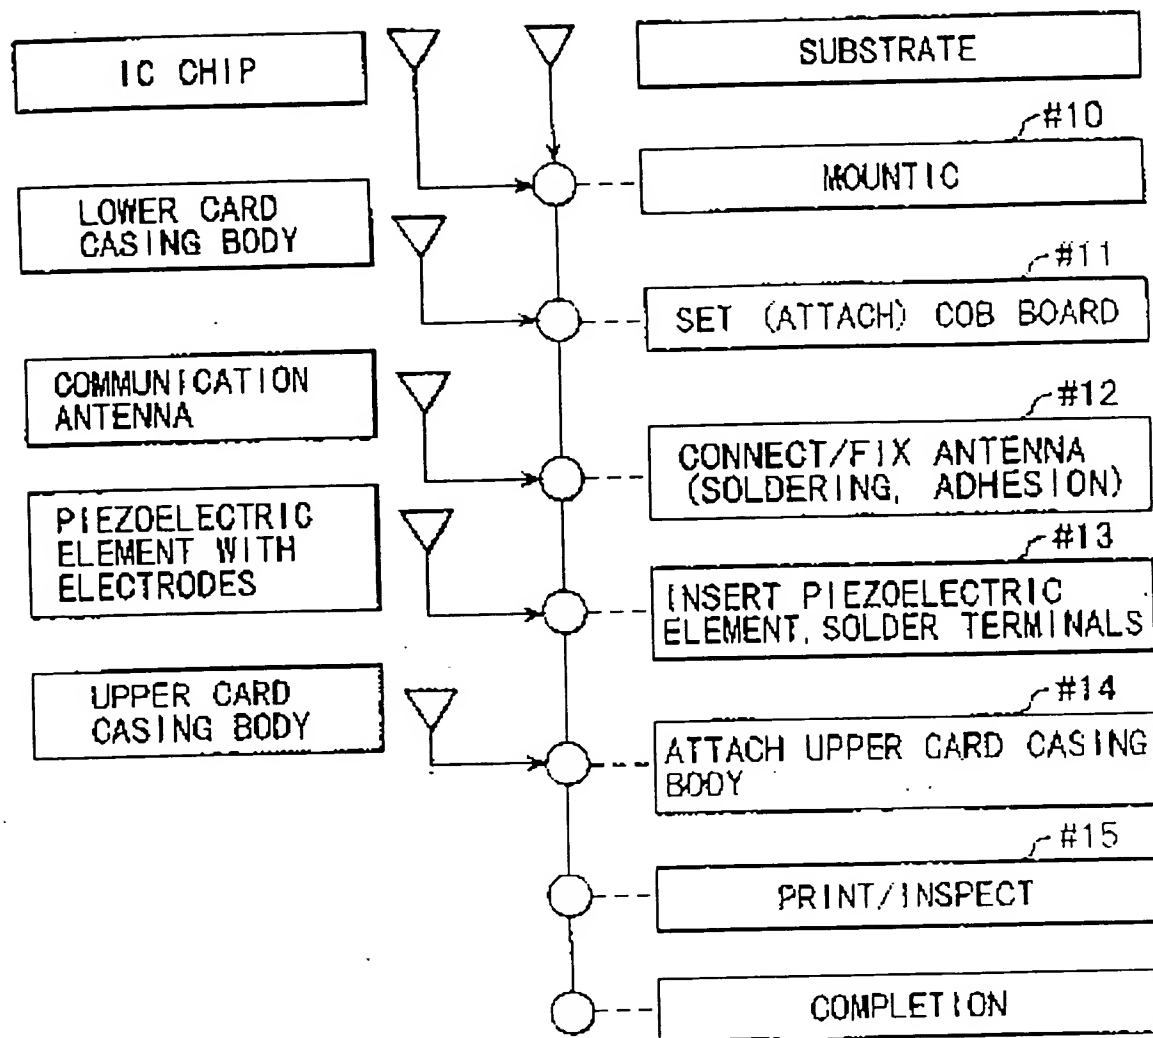 IC CHIP
SUBSTRATE
#10
MOUNTIC
LOWER CARD
CASING BODY
#11
SET (ATTACH) COB BOARD
COMMUNICATION
ANTENNA
#12
CONNECT/FIX ANTENNA
(SOLDERING, ADHESION)
PIEZOELECTRIC
ELEMENT WITH
ELECTRODES
#13
INSERT PIEZOELECTRIC
ELEMENT, SOLDER TERMINALS
UPPER CARD
CASING BODY
#14
ATTACH UPPER CARD CASING
BODY
#15
PRINT/INSPECT
COMPLETION